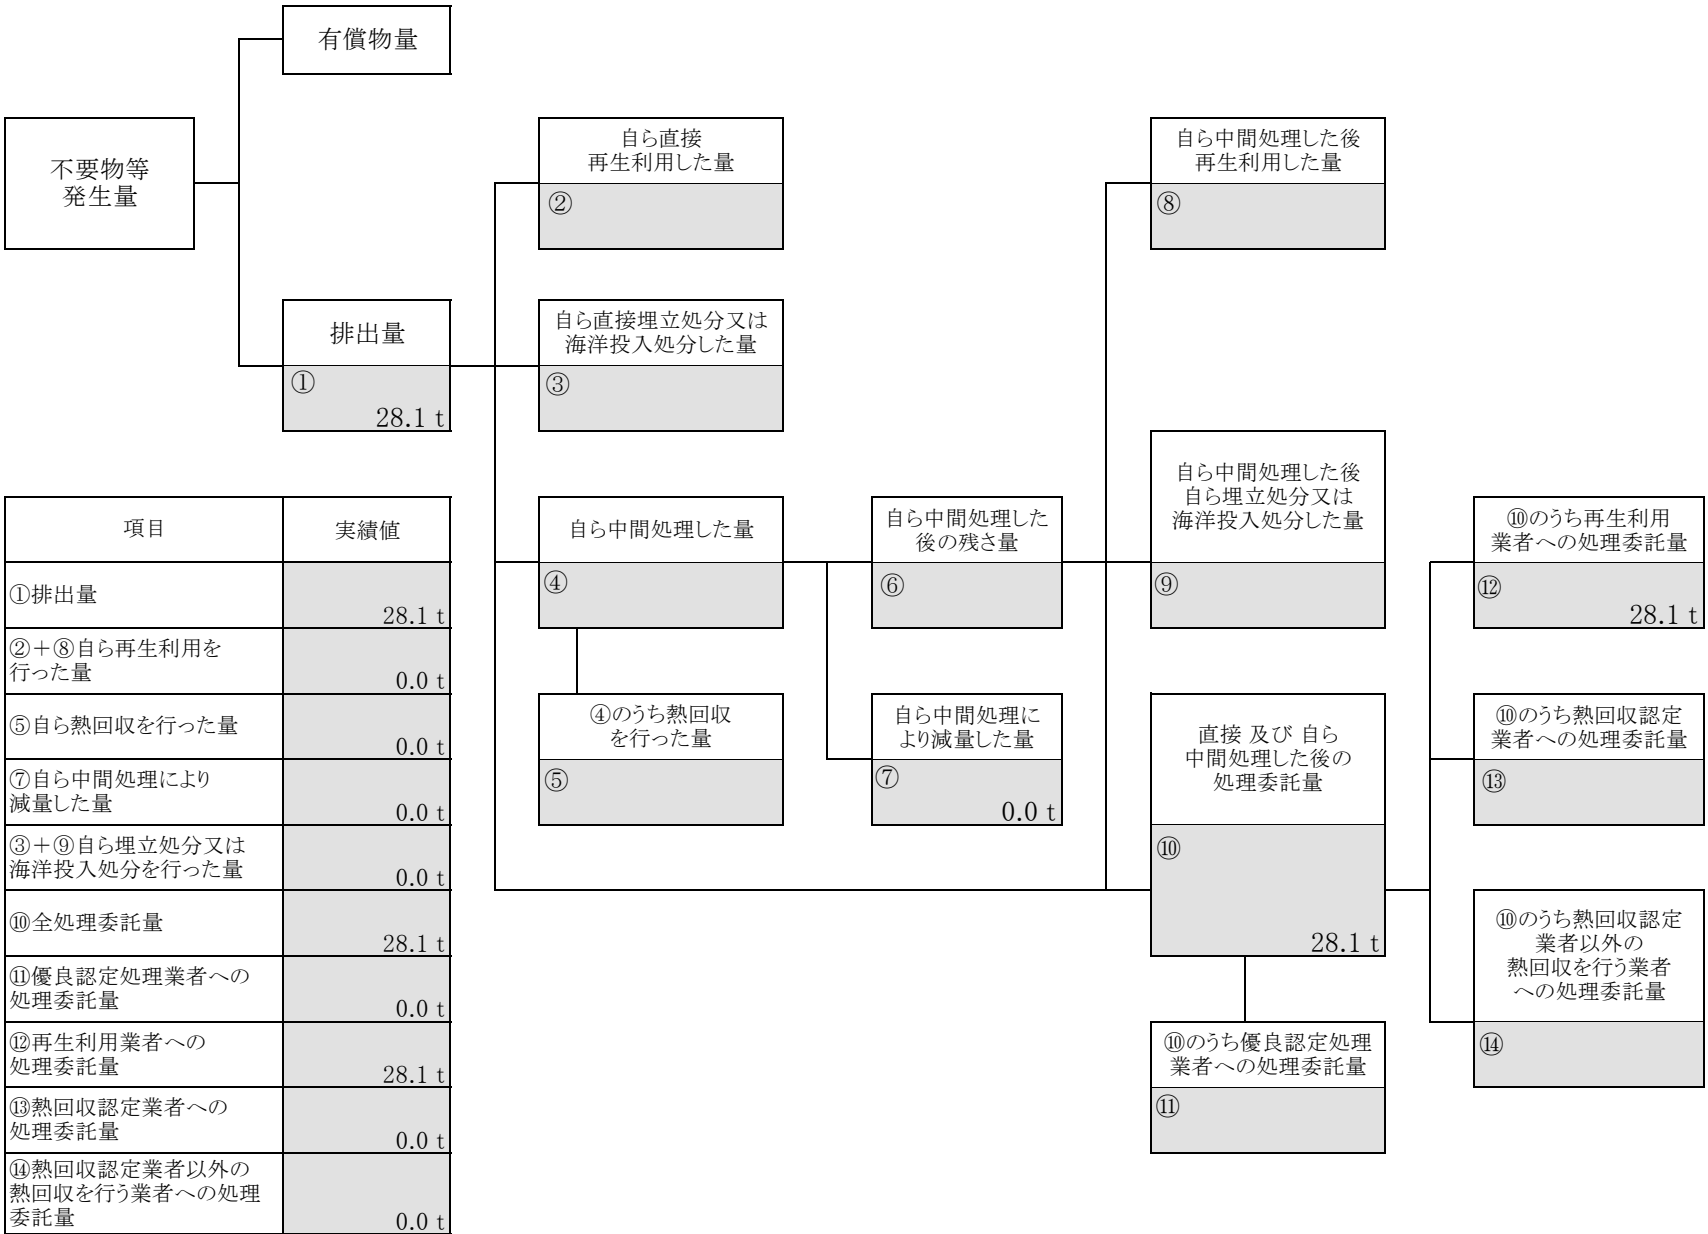 有償物量
不要物等
発生量
自ら直接
再生利用した量
②
自ら中間処理した後
再生利用した量
⑧
排出量
①
28.1 t
自ら直接埋立処分又は
海洋投入処分した量
③
自ら中間処理した量
④
自ら中間処理した
後の残さ量
⑥
自ら中間処理した後
自ら埋立処分又は
海洋投入処分した量
⑨
⑩のうち再生利用
業者への処理委託量
⑫
28.1 t
④のうち熱回収
を行った量
⑤
自ら中間処理に
より減量した量
⑦
0.0 t
直接 及び 自ら
中間処理した後の
処理委託量
⑩
28.1 t
⑩のうち熱回収認定
業者への処理委託量
⑬
⑩のうち熱回収認定
業者以外の
熱回収を行う業者
への処理委託量
⑭
⑩のうち優良認定処理
業者への処理委託量
⑪
項目
実績値
①排出量
28.1 t
②＋⑧自ら再生利用を
行った量
0.0 t
⑤自ら熱回収を行った量
0.0 t
⑦自ら中間処理により
減量した量
0.0 t
③＋⑨自ら埋立処分又は
海洋投入処分を行った量
0.0 t
⑩全処理委託量
28.1 t
⑪優良認定処理業者への
処理委託量
0.0 t
⑫再生利用業者への
処理委託量
28.1 t
⑬熱回収認定業者への
処理委託量
0.0 t
⑭熱回収認定業者以外の
熱回収を行う業者への処理
委託量
0.0 t